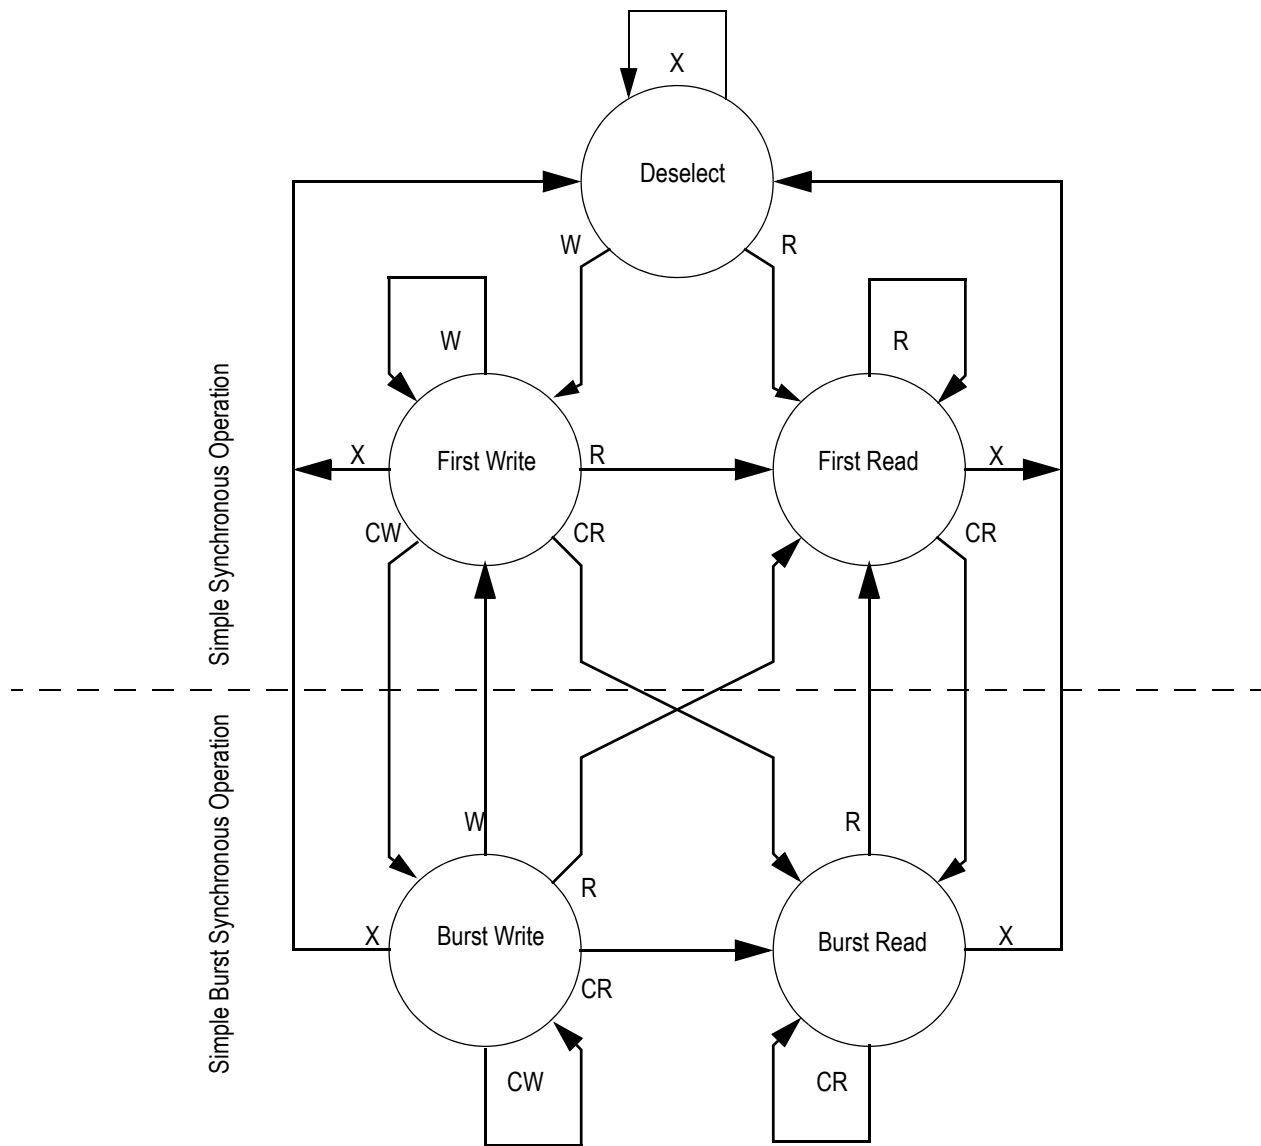 X
Deselect
W
R
W
R
Simple Synchronous Operation
X
First Write
R
First Read
X
CW
CR
CR
Simple Burst Synchronous Operation
W
R
R
X
Burst Write
Burst Read
X
CR
CW
CR